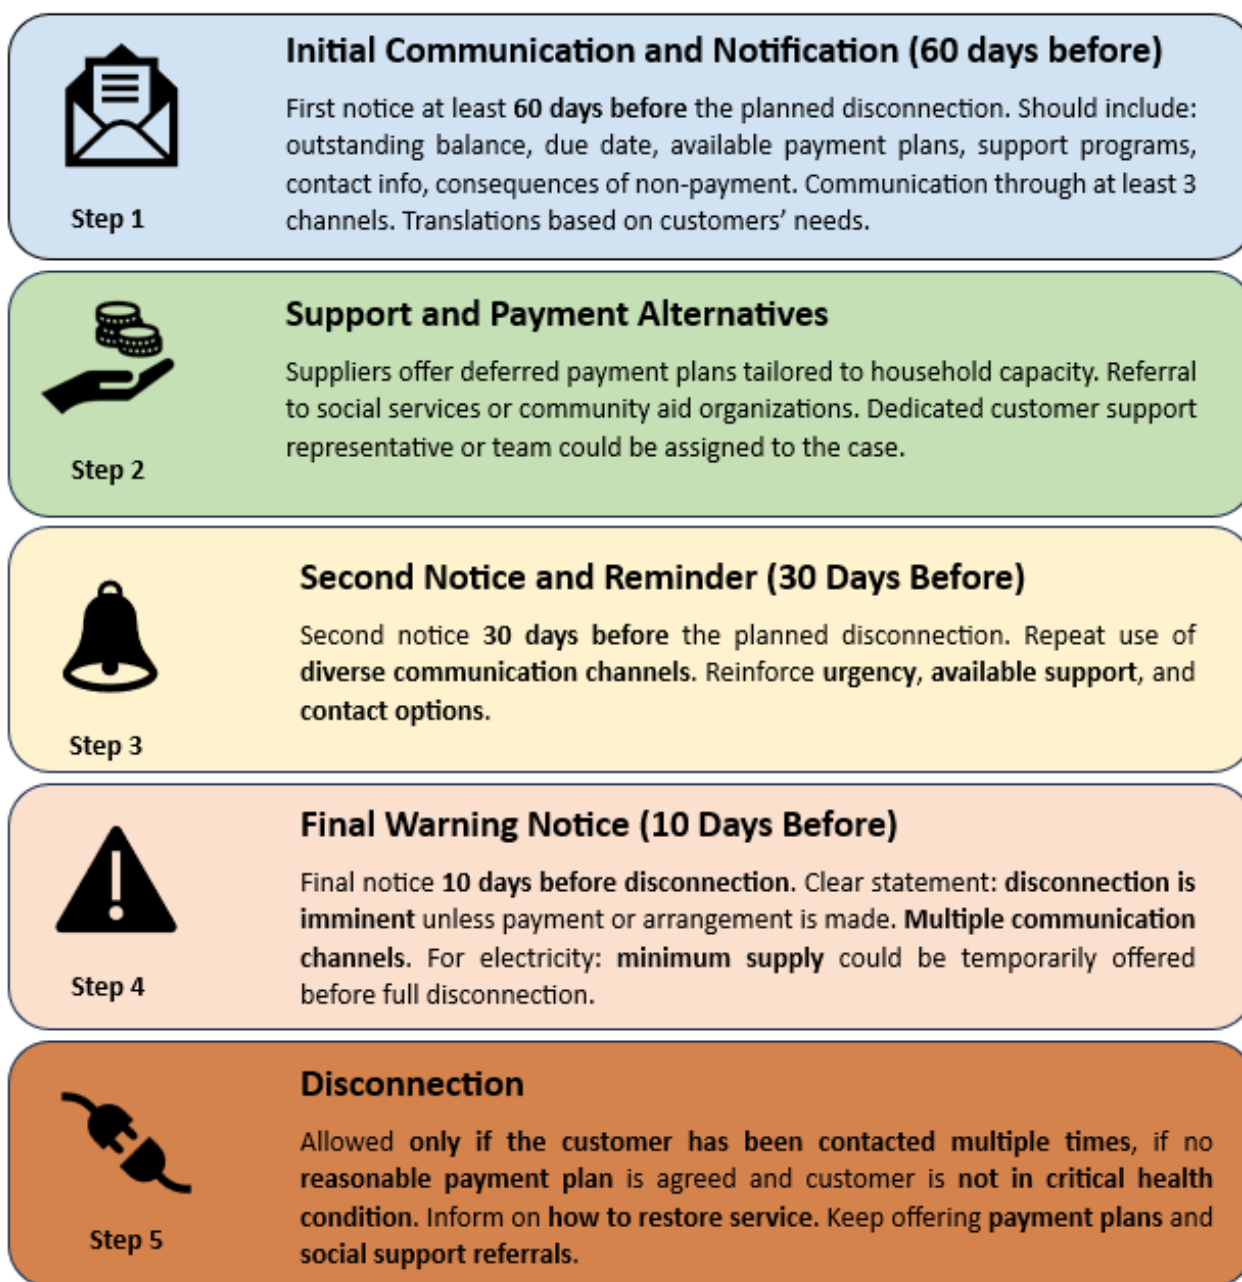 Initial Communication and Notification (60 days before)
First notice at least 60 days before the planned disconnection. Should include:
outstanding balance, due date, available payment plans, support programs,
contact info, consequences of non-payment. Communication through at least 3
channels. Translations based on customers’ needs.
Step 1
Support and Payment Alternatives
Suppliers offer deferred payment plans tailored to household capacity. Referral
to social services or community aid organizations. Dedicated customer support
representative or team could be assigned to the case.
Step 2
Second Notice and Reminder (30 Days Before)
Second notice 30 days before the planned disconnection. Repeat use of
diverse communication channels. Reinforce urgency, available support, and
contact options.
Step 3
Final Warning Notice (10 Days Before)
Final notice 10 days before disconnection. Clear statement: disconnection is
imminent unless payment or arrangement is made. Multiple communication
channels. For electricity: minimum supply could be temporarily offered
before full disconnection.
Step 4
Disconnection
Allowed only if the customer has been contacted multiple times, if no
reasonable payment plan is agreed and customer is not in critical health
condition. Inform on how to restore service. Keep offering payment plans and
social support referrals.
Step 5